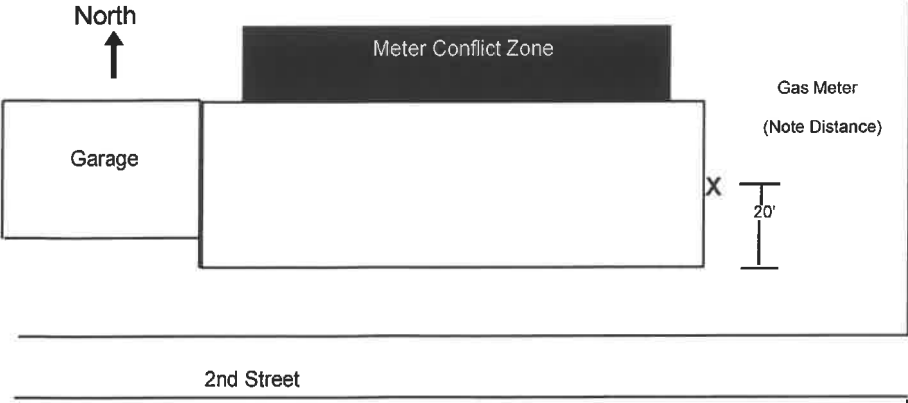 North
Meter Conflict Zone
Gas Meter
(Note Distance)
Garage
X
20'
2nd Street